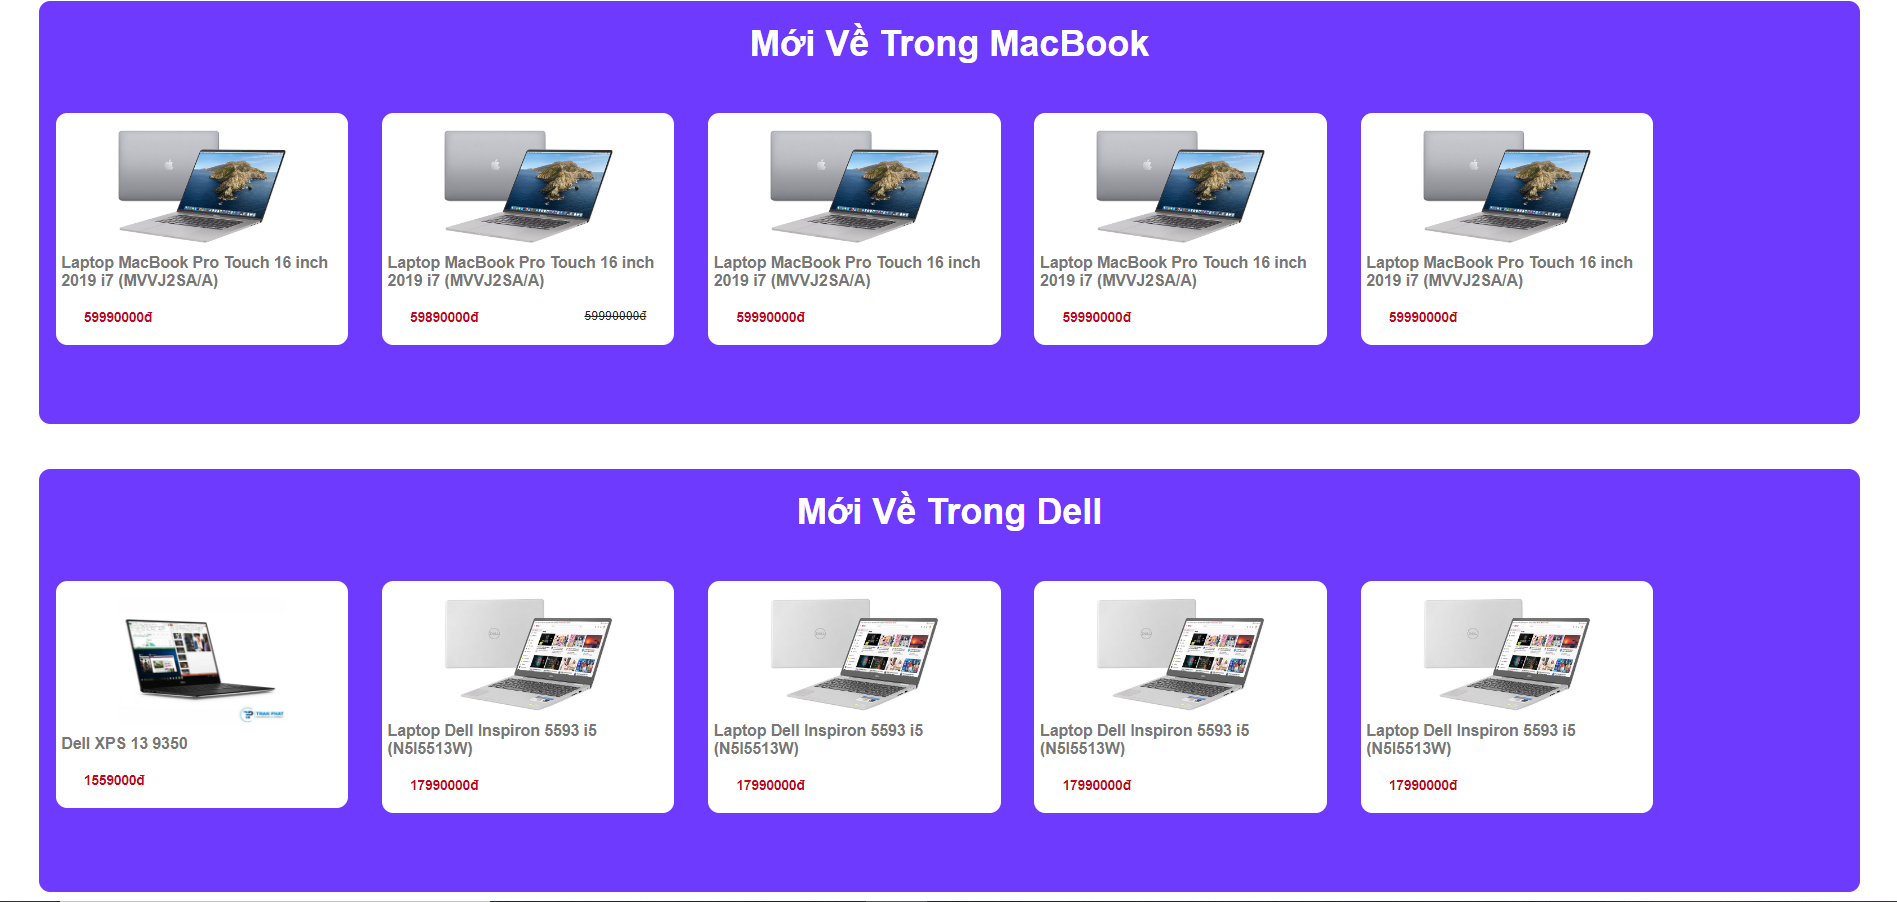 Mới Về Trong MacBook
Laptop MacBook Pro Touch 16 inch
2019 i7 (MVVJ2SA/A)
59990000đ
Laptop MacBook Pro Touch 16 inch
2019 i7 (MVVJ2SA/A)
59890000đ 59990000đ
Laptop MacBook Pro Touch 16 inch
2019 i7 (MVVJ2SA/A)
59990000đ
Laptop MacBook Pro Touch 16 inch
2019 i7 (MVVJ2SA/A)
59990000đ
Laptop MacBook Pro Touch 16 inch
2019 i7 (MVVJ2SA/A)
59990000đ
Mới Về Trong Dell
TRAN PHAT
Dell XPS 13 9350
1559000đ
Laptop Dell Inspiron 5593 i5
(N5I5513W)
17990000đ
Laptop Dell Inspiron 5593 i5
(N5I5513W)
17990000đ
Laptop Dell Inspiron 5593 i5
(N5I5513W)
17990000đ
Laptop Dell Inspiron 5593 i5
(N5I5513W)
17990000đ